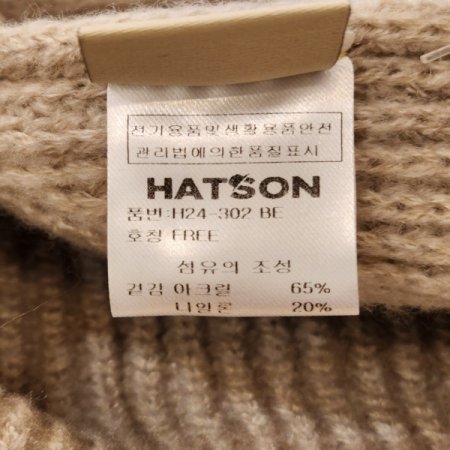 전기용품및생활용품안전
관리법에의한품질표시
HATSON
품번:H24-302 BE
호칭 FREE
섬유의 조성
겉감 아크릴 65%
나일론 20%